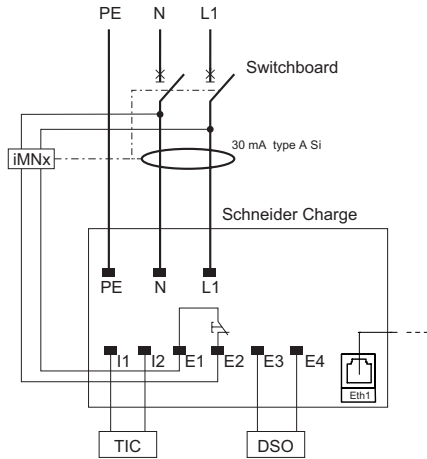 PE N L1
Switchboard
30 mA type A Si
iMNx
Schneider Charge
PE N L1
I1 I2 E1 E2 E3 E4
Eth1
TIC DSO